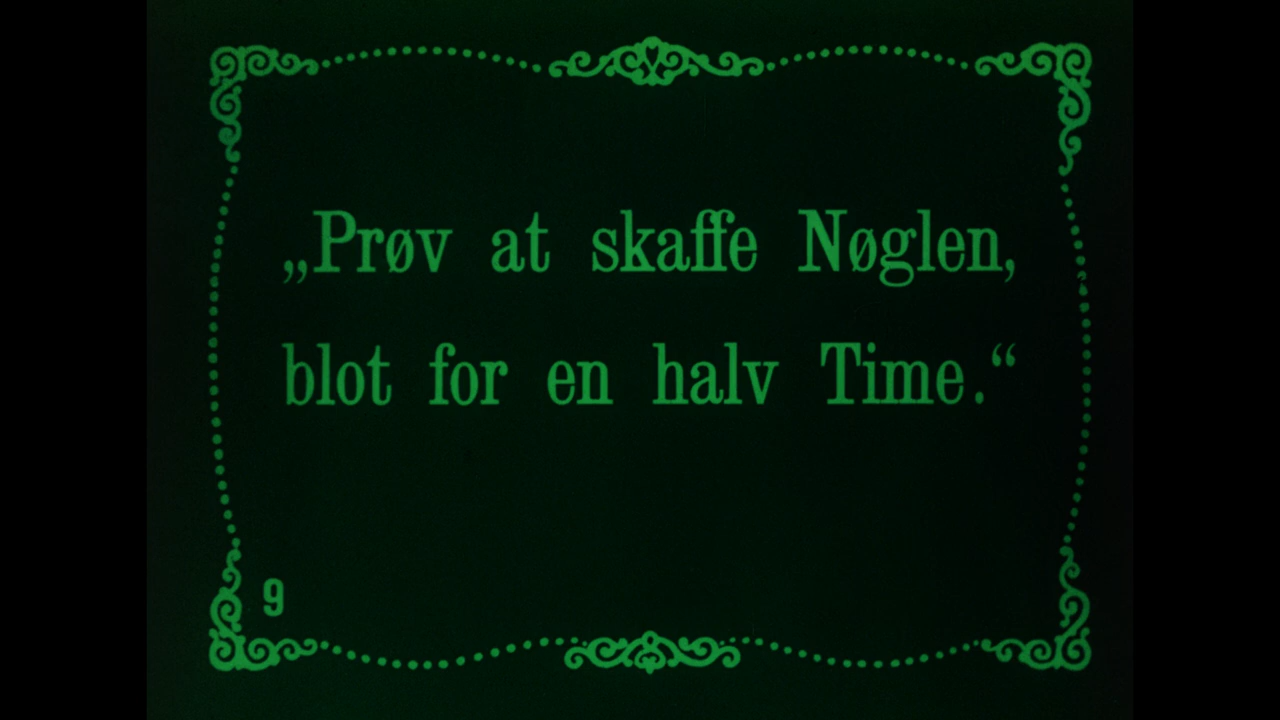 „Prøv at skaffe Nøglen,
blot for en halv Time.“
9